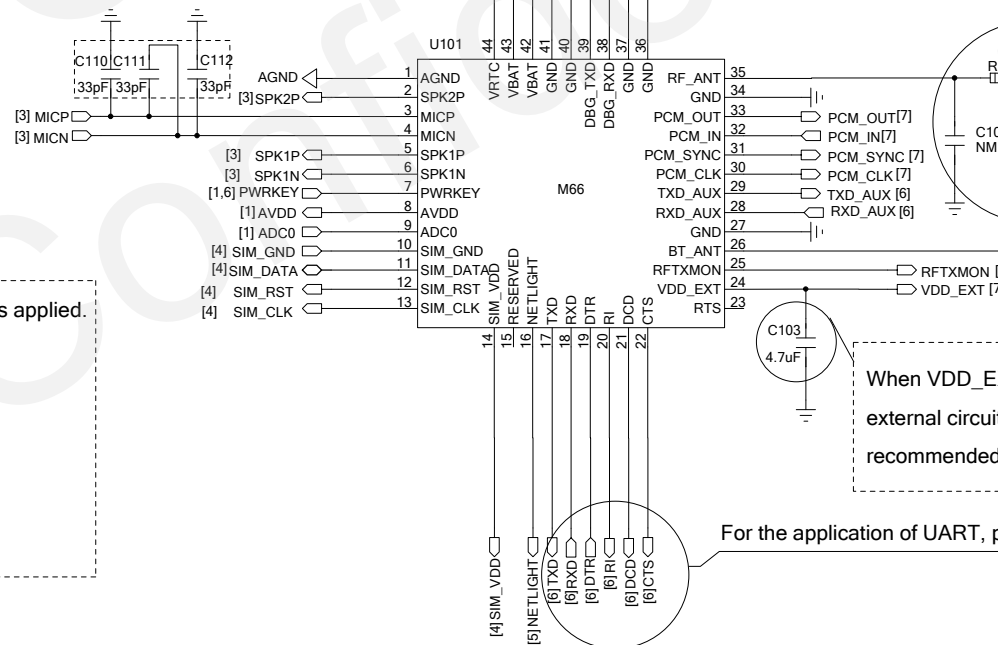 Confide
U101
44 43 42 41 40 39 38 37 36
VRTC VBAT VBAT GND GND DBG_TXD DBG_RXD GND GND
C110 C111 C112
33pF 33pF 33pF
AGND 1 AGND
[3]SPK2P 2 SPK2P
[3] MICP 3 MICP
[3] MICN 4 MICN
[3] SPK1P 5 SPK1P
[3] SPK1N 6 SPK1N
[1,6] PWRKEY 7 PWRKEY
[1] AVDD 8 AVDD
[1] ADC0 9 ADC0
[4] SIM_GND 10 SIM_GND
[4]SIM_DATA 11 SIM_DATA
[4] SIM_RST 12 SIM_RST
[4] SIM_CLK 13 SIM_CLK
M66
RF_ANT 35
GND 34
PCM_OUT 33 PCM_OUT[7]
PCM_IN 32 PCM_IN[7]
PCM_SYNC 31 PCM_SYNC [7]
PCM_CLK 30 PCM_CLK [7]
TXD_AUX 29 TXD_AUX [6]
RXD_AUX 28 RXD_AUX [6]
GND 27
BT_ANT 26
RFTXMON 25 RFTXMON [
VDD_EXT 24 VDD_EXT [7
RTS 23
R
C10
NM
SIM_VDD RESERVED NETLIGHT TXD RXD DTR RI DCD CTS
14 15 16 17 18 19 20 21 22
s applied.
C103
4.7uF
When VDD_E
external circui
recommended
For the application of UART, p
[4]SIM_VDD [5]NETLIGHT [6]TXD [6]RXD [6]DTR [6]RI [6]DCD [6]CTS